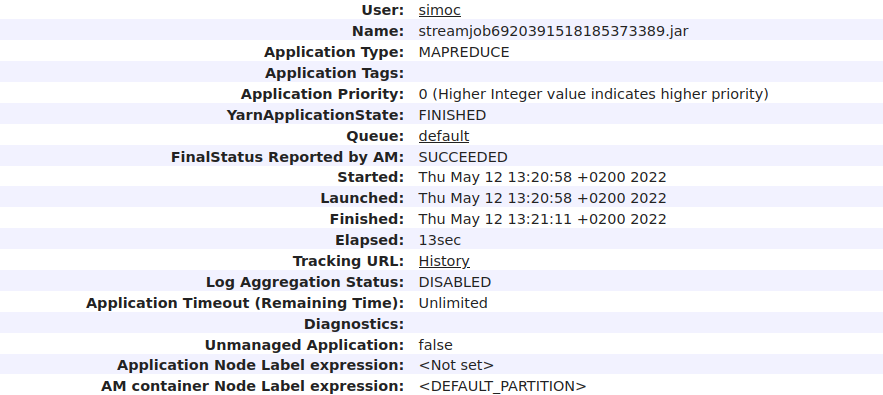 User: simoc
Name: streamjob6920391518185373389.jar
Application Type: MAPREDUCE
Application Tags:
Application Priority: 0 (Higher Integer value indicates higher priority)
YarnApplicationState: FINISHED
Queue: default
FinalStatus Reported by AM: SUCCEEDED
Started: Thu May 12 13:20:58 +0200 2022
Launched: Thu May 12 13:20:58 +0200 2022
Finished: Thu May 12 13:21:11 +0200 2022
Elapsed: 13sec
Tracking URL: History
Log Aggregation Status: DISABLED
Application Timeout (Remaining Time): Unlimited
Diagnostics:
Unmanaged Application: false
Application Node Label expression: <Not set>
AM container Node Label expression: <DEFAULT_PARTITION>